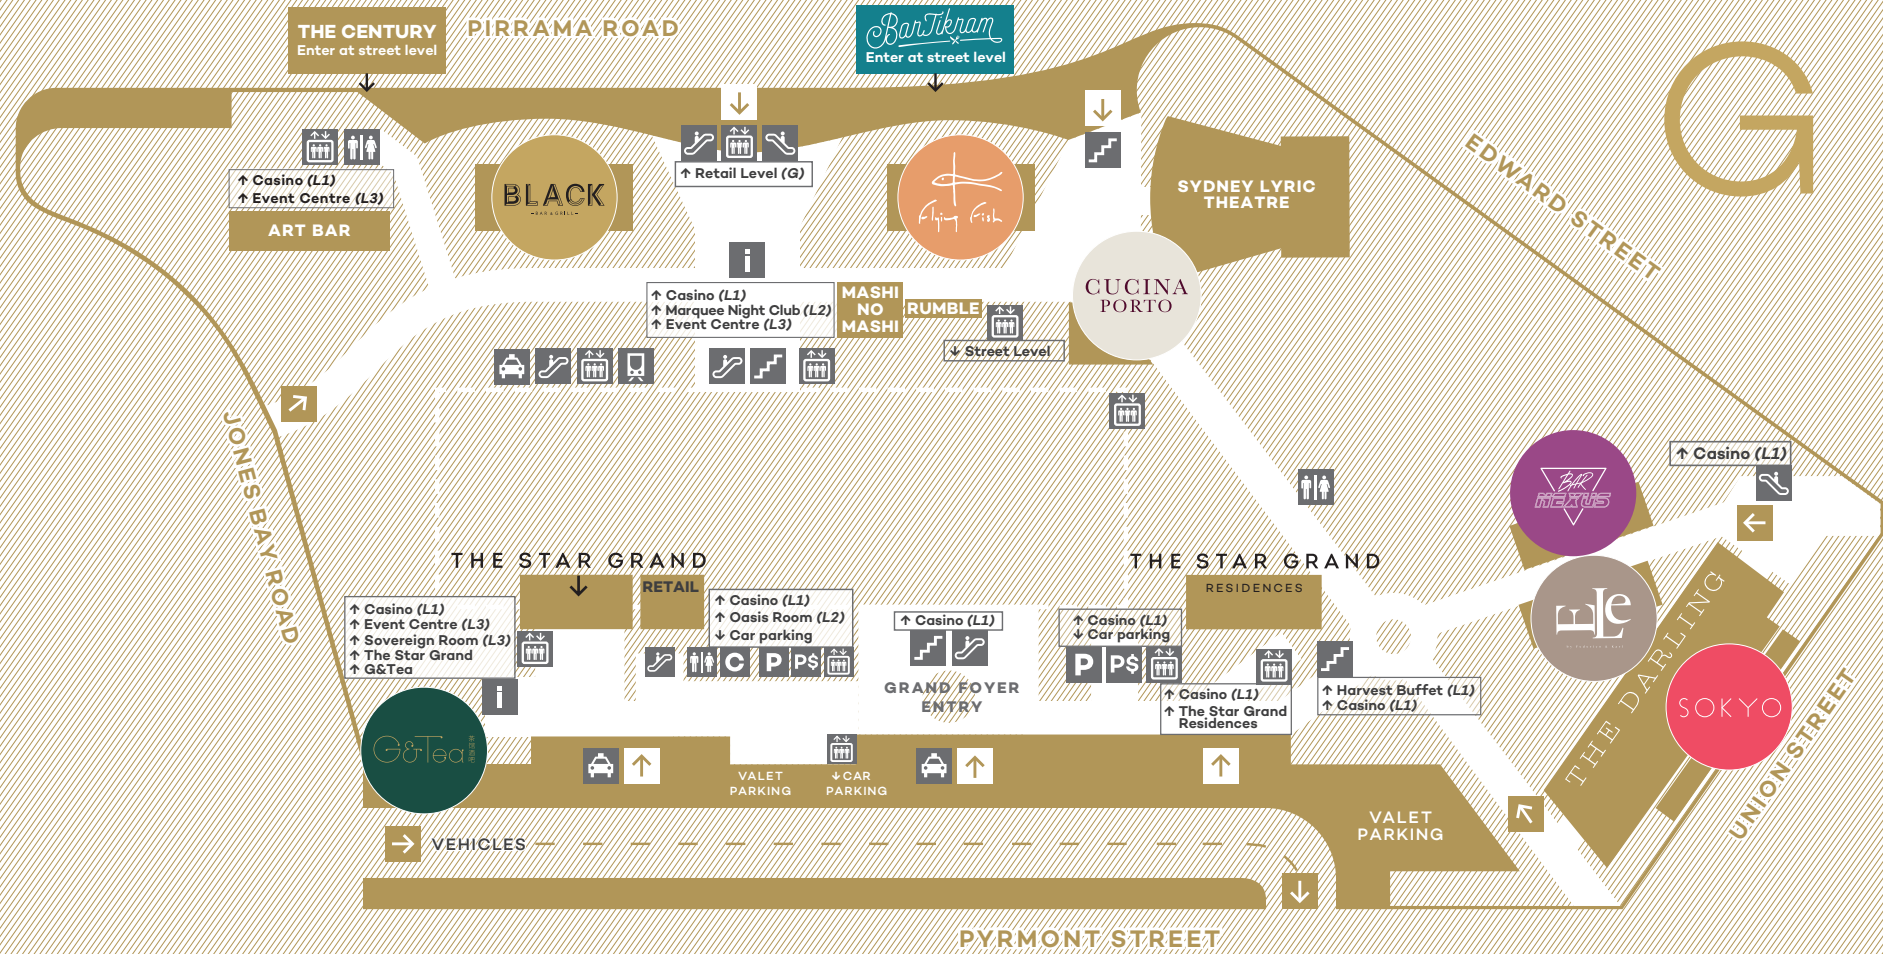 THE CENTURY
Enter at street level
PIRRAMA ROAD
BarTikram
Enter at street level
G
EDWARD STREET
↑ Casino (L1)
↑ Event Centre (L3)
ART BAR
BLACK
BAR & GRILL
↑ Retail Level (G)
Flying Fish
SYDNEY LYRIC
THEATRE
i
↑ Casino (L1)
↑ Marquee Night Club (L2)
↑ Event Centre (L3)
MASHI
NO
MASHI
RUMBLE
↓ Street Level
CUCINA
PORTO
JONES BAY ROAD
BAR
NEXUS
↑ Casino (L1)
THE STAR GRAND
RETAIL
THE STAR GRAND
RESIDENCES
↑ Casino (L1)
↑ Event Centre (L3)
↑ Sovereign Room (L3)
↑ The Star Grand
↑ G&Tea
i
↑ Casino (L1)
↑ Oasis Room (L2)
↓ Car parking
C
P
P$
↑ Casino (L1)
GRAND FOYER
ENTRY
↑ Casino (L1)
↓ Car parking
P
P$
↑ Casino (L1)
↑ The Star Grand
Residences
↑ Harvest Buffet (L1)
↑ Casino (L1)
THE DARLING
SOKYO
UNION STREET
G&Tea
VALET
PARKING
↓ CAR
PARKING
VALET
PARKING
VEHICLES
PYRMONT STREET